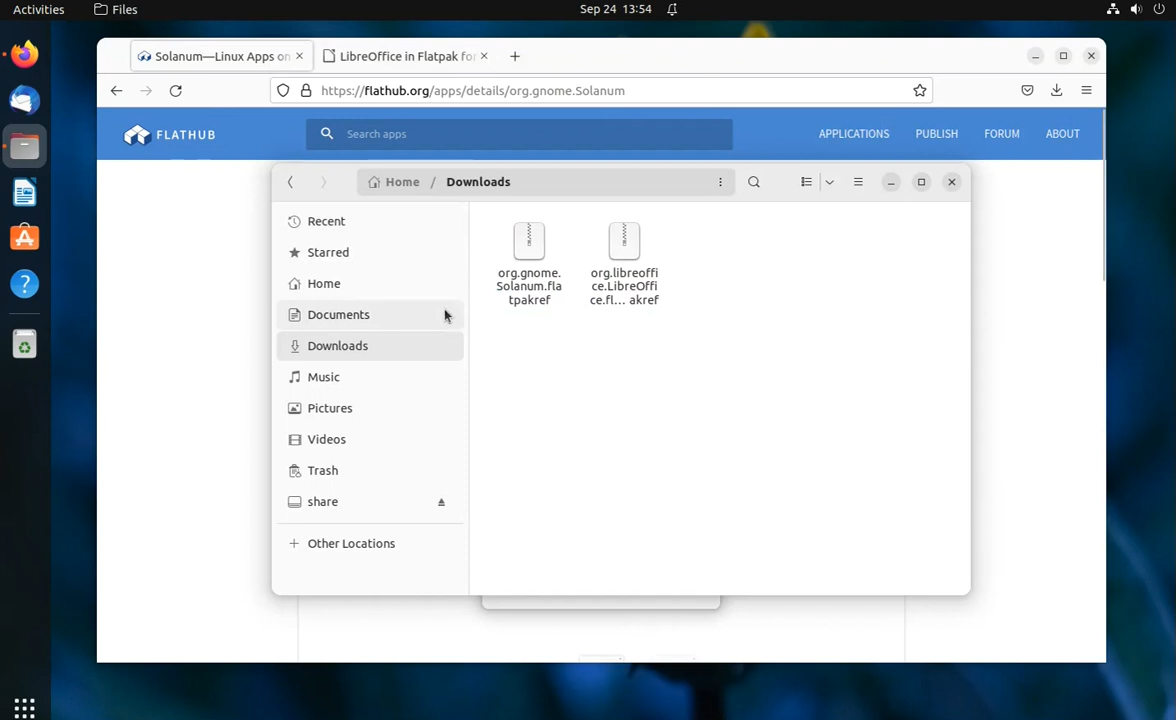 Activities Files Sep 24 13:54
Solanum—Linux Apps on LibreOffice in Flatpak for
https://flathub.org/apps/details/org.gnome.Solanum
FLATHUB Search apps APPLICATIONS PUBLISH FORUM ABOUT
Home / Downloads
Recent
Starred
Home
Documents
Downloads
Music
Pictures
Videos
Trash
share
Other Locations
org.gnome.
Solanum.fla
tpakref
org.libreoffi
ce.LibreOffi
ce.fl... akref